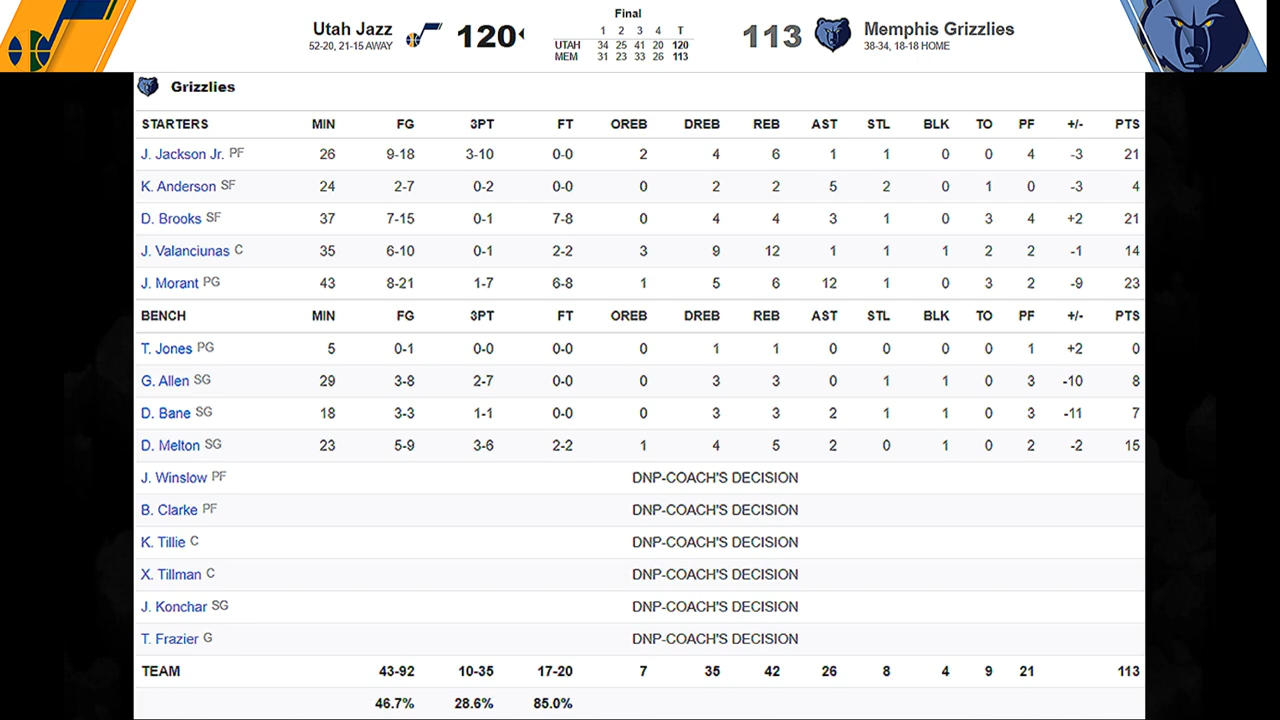 Utah Jazz
52-20, 21-15 AWAY
120
Final
1 2 3 4 T
UTAH 34 25 41 20 120
MEM 31 23 33 26 113
113
Memphis Grizzlies
38-34, 18-18 HOME
Grizzlies
STARTERS MIN FG 3PT FT OREB DREB REB AST STL BLK TO PF +/- PTS
J. Jackson Jr. PF 26 9-18 3-10 0-0 2 4 6 1 1 0 0 4 -3 21
K. Anderson SF 24 2-7 0-2 0-0 0 2 2 5 2 0 1 0 -3 4
D. Brooks SF 37 7-15 0-1 7-8 0 4 4 3 1 0 3 4 +2 21
J. Valanciunas C 35 6-10 0-1 2-2 3 9 12 1 1 1 2 2 -1 14
J. Morant PG 43 8-21 1-7 6-8 1 5 6 12 1 0 3 2 -9 23
BENCH MIN FG 3PT FT OREB DREB REB AST STL BLK TO PF +/- PTS
T. Jones PG 5 0-1 0-0 0-0 0 1 1 0 0 0 0 1 +2 0
G. Allen SG 29 3-8 2-7 0-0 0 3 3 0 1 1 0 3 -10 8
D. Bane SG 18 3-3 1-1 0-0 0 3 3 2 1 1 0 3 -11 7
D. Melton SG 23 5-9 3-6 2-2 1 4 5 2 0 1 0 2 -2 15
J. Winslow PF DNP-COACH'S DECISION
B. Clarke PF DNP-COACH'S DECISION
K. Tillie C DNP-COACH'S DECISION
X. Tillman C DNP-COACH'S DECISION
J. Konchar SG DNP-COACH'S DECISION
T. Frazier G DNP-COACH'S DECISION
TEAM 43-92 10-35 17-20 7 35 42 26 8 4 9 21 113
46.7% 28.6% 85.0%